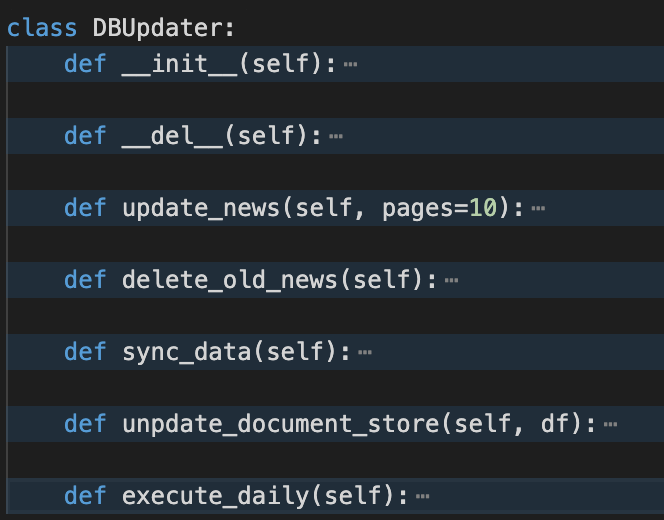 class DBUpdater:
    def __init__(self):⋯
    def __del__(self):⋯
    def update_news(self, pages=10):⋯
    def delete_old_news(self):⋯
    def sync_data(self):⋯
    def unpdate_document_store(self, df):⋯
    def execute_daily(self):⋯